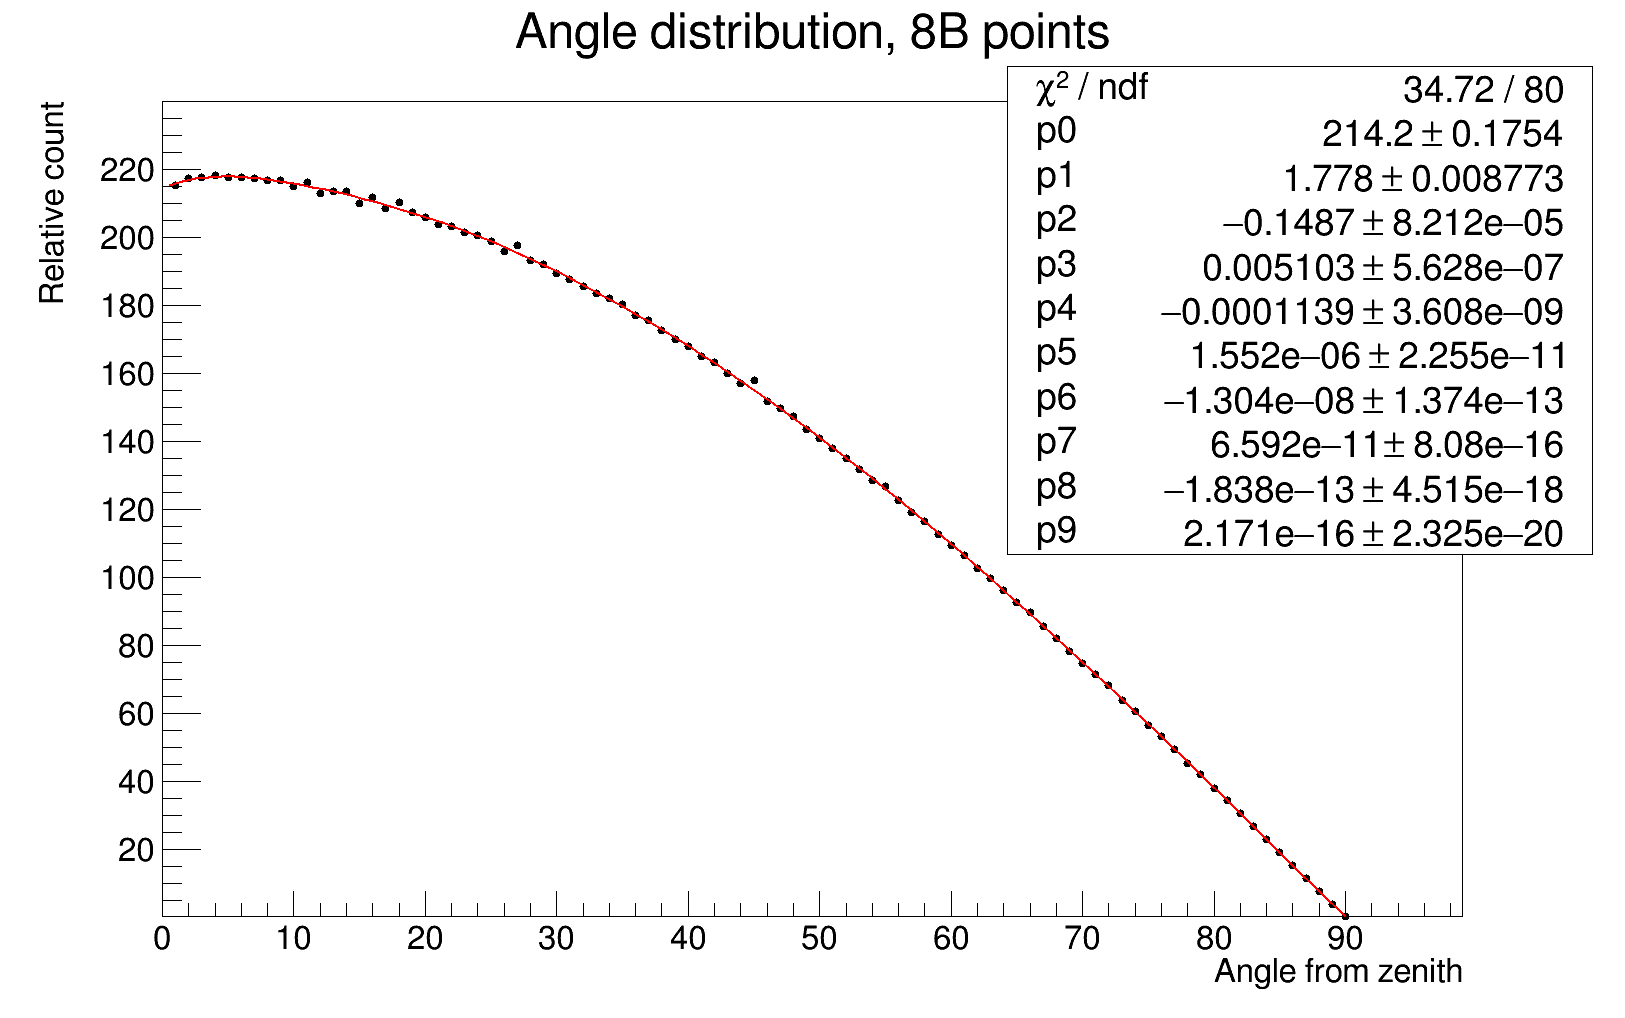 Angle distribution, 8B points
Relative count
χ² / ndf 34.72 / 80
p0 214.2 ± 0.1754
p1 1.778 ± 0.008773
p2 −0.1487 ± 8.212e−05
p3 0.005103 ± 5.628e−07
p4 −0.0001139 ± 3.608e−09
p5 1.552e−06 ± 2.255e−11
p6 −1.304e−08 ± 1.374e−13
p7 6.592e−11 ± 8.08e−16
p8 −1.838e−13 ± 4.515e−18
p9 2.171e−16 ± 2.325e−20
220
200
180
160
140
120
100
80
60
40
20
0 10 20 30 40 50 60 70 80 90
Angle from zenith